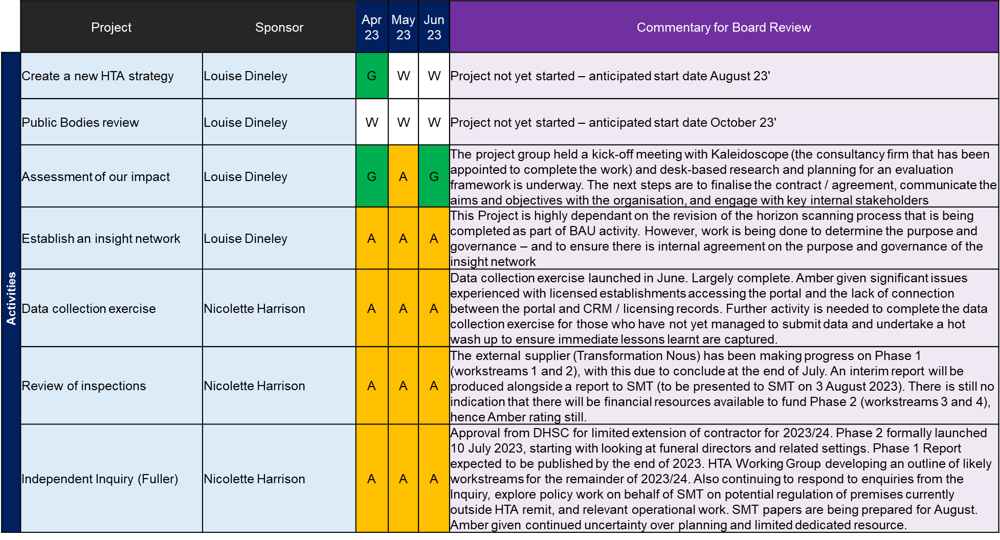 Project
Sponsor
Apr
23
May
23
Jun
23
Commentary for Board Review
Activities
Create a new HTA strategy
Louise Dineley
G
W
W
Project not yet started – anticipated start date August 23'
Public Bodies review
Louise Dineley
W
W
W
Project not yet started – anticipated start date October 23'
Assessment of our impact
Louise Dineley
G
A
G
The project group held a kick-off meeting with Kaleidoscope (the consultancy firm that has been
appointed to complete the work) and desk-based research and planning for an evaluation
framework is underway. The next steps are to finalise the contract / agreement, communicate the
aims and objectives with the organisation, and engage with key internal stakeholders
Establish an insight network
Louise Dineley
A
A
A
This Project is highly dependant on the revision of the horizon scanning process that is being
completed as part of BAU activity. However, work is being done to determine the purpose and
governance – and to ensure there is internal agreement on the purpose and governance of the
insight network
Data collection exercise
Nicolette Harrison
A
A
A
Data collection exercise launched in June. Largely complete. Amber given significant issues
experienced with licensed establishments accessing the portal and the lack of connection
between the portal and CRM / licensing records. Further activity is needed to complete the data
collection exercise for those who have not yet managed to submit data and undertake a hot
wash up to ensure immediate lessons learnt are captured.
Review of inspections
Nicolette Harrison
A
A
A
The external supplier (Transformation Nous) has been making progress on Phase 1
(workstreams 1 and 2), with this due to conclude at the end of July. An interim report will be
produced alongside a report to SMT (to be presented to SMT on 3 August 2023). There is still no
indication that there will be financial resources available to fund Phase 2 (workstreams 3 and 4),
hence Amber rating still.
Independent Inquiry (Fuller)
Nicolette Harrison
A
A
A
Approval from DHSC for limited extension of contractor for 2023/24. Phase 2 formally launched
10 July 2023, starting with looking at funeral directors and related settings. Phase 1 Report
expected to be published by the end of 2023. HTA Working Group developing an outline of likely
workstreams for the remainder of 2023/24. Also continuing to respond to enquiries from the
Inquiry, explore policy work on behalf of SMT on potential regulation of premises currently
outside HTA remit, and relevant operational work. SMT papers are being prepared for August.
Amber given continued uncertainty over planning and limited dedicated resource.